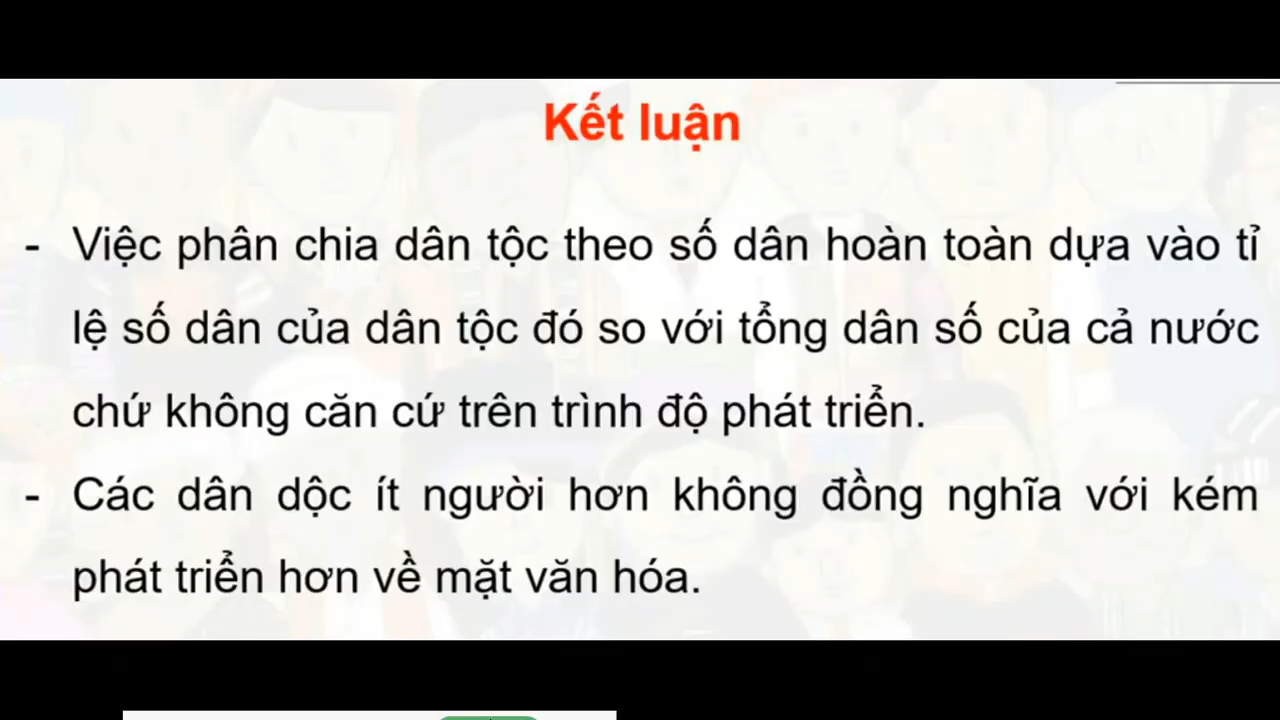 Kết luận
- Việc phân chia dân tộc theo số dân hoàn toàn dựa vào tỉ
lệ số dân của dân tộc đó so với tổng dân số của cả nước
chứ không căn cứ trên trình độ phát triển.
- Các dân dộc ít người hơn không đồng nghĩa với kém
phát triển hơn về mặt văn hóa.